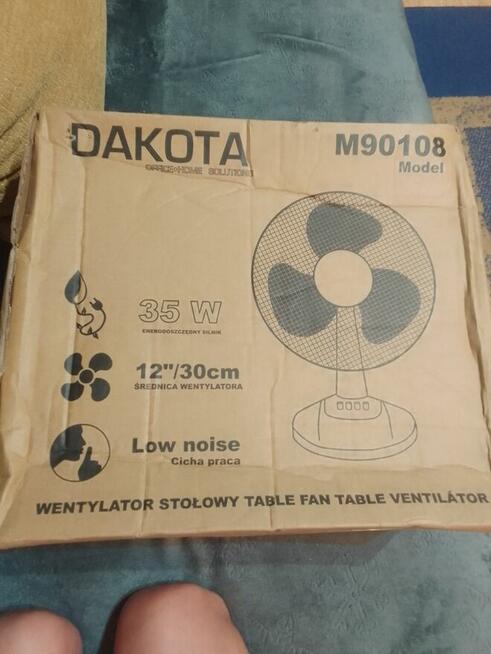 DAKOTA
OFFICE+HOME SOLUTIONS
M90108
Model
35 W
ENERGOOSZCZĘDNY SILNIK
12"/30cm
ŚREDNICA WENTYLATORA
Low noise
Cicha praca
WENTYLATOR STOŁOWY TABLE FAN TABLE VENTILÁTOR